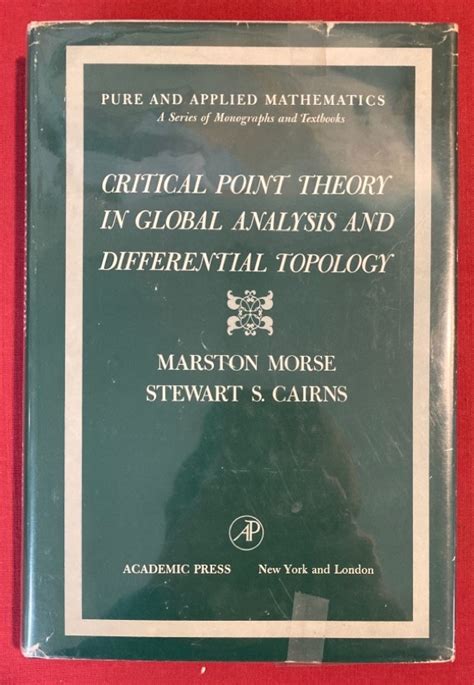 PURE AND APPLIED MATHEMATICS
A Series of Monographs and Textbooks
CRITICAL POINT THEORY
IN GLOBAL ANALYSIS AND
DIFFERENTIAL TOPOLOGY
MARSTON MORSE
STEWART S. CAIRNS
AP
ACADEMIC PRESS New York and London